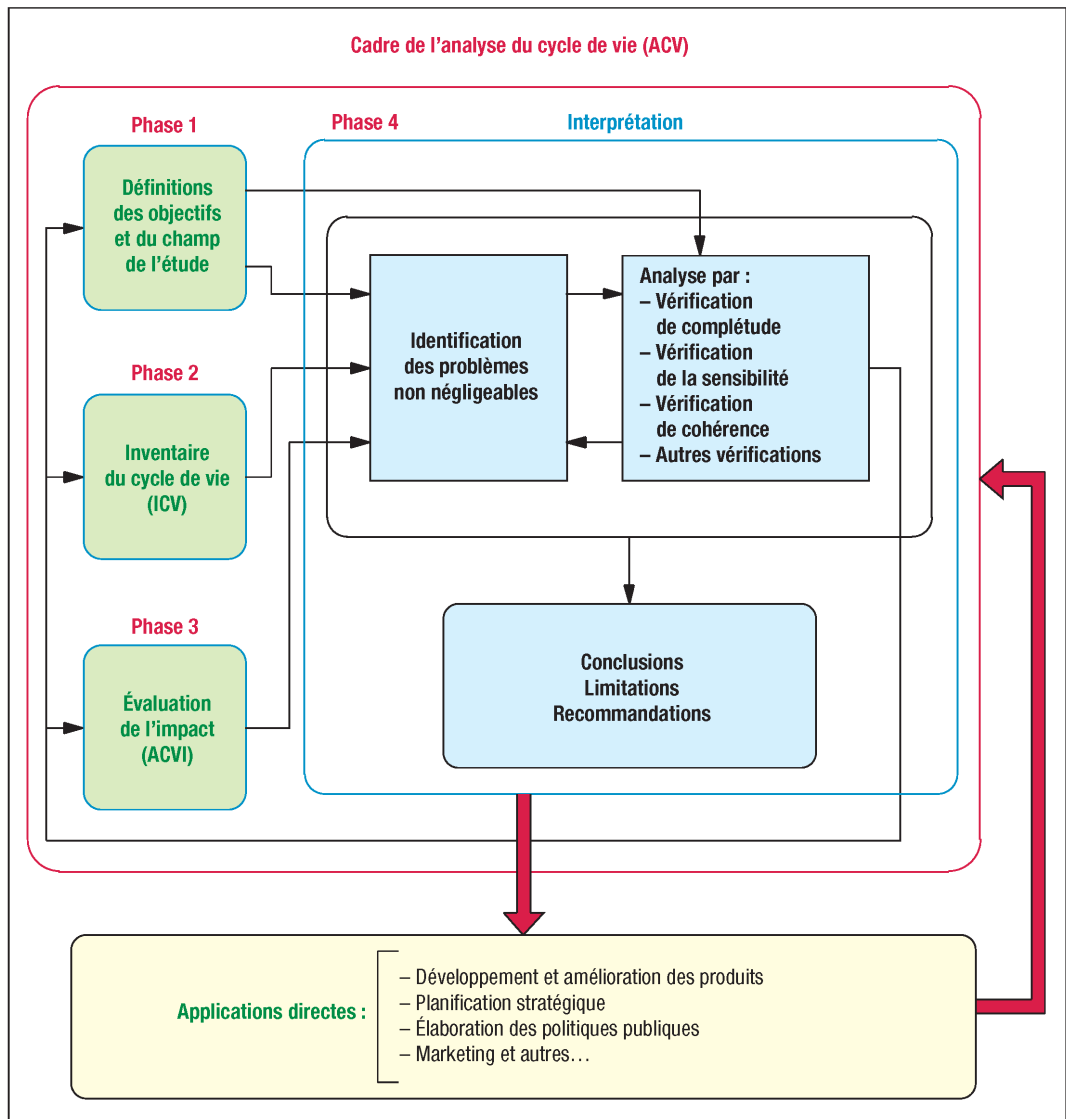 Cadre de l'analyse du cycle de vie (ACV)
Phase 1
Définitions
des objectifs
et du champ
de l'étude
Phase 2
Inventaire
du cycle de vie
(ICV)
Phase 3
Évaluation
de l'impact
(ACVI)
Phase 4
Interprétation
Identification
des problèmes
non négligeables
Analyse par :
– Vérification
de complétude
– Vérification
de la sensibilité
– Vérification
de cohérence
– Autres vérifications
Conclusions
Limitations
Recommandations
Applications directes :
– Développement et amélioration des produits
– Planification stratégique
– Élaboration des politiques publiques
– Marketing et autres…